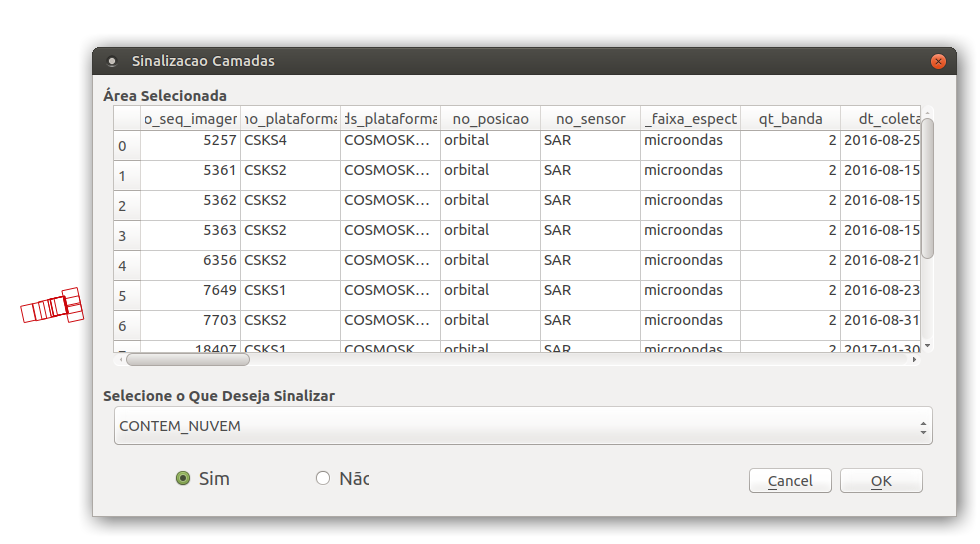 Sinalizacao Camadas
Área Selecionada
o_seq_imager no_plataforma ds_plataforma no_posicao no_sensor _faixa_espect qt_banda dt_coleta
0 5257 CSKS4 COSMOSK... orbital SAR microondas 2 2016-08-25
1 5361 CSKS2 COSMOSK... orbital SAR microondas 2 2016-08-15
2 5362 CSKS2 COSMOSK... orbital SAR microondas 2 2016-08-15
3 5363 CSKS2 COSMOSK... orbital SAR microondas 2 2016-08-15
4 6356 CSKS2 COSMOSK... orbital SAR microondas 2 2016-08-21
5 7649 CSKS1 COSMOSK... orbital SAR microondas 2 2016-08-23
6 7703 CSKS2 COSMOSK... orbital SAR microondas 2 2016-08-31
18407 CSKS1 COSMOSK orbital SAR microondas 2 2017-01-30
Selecione o Que Deseja Sinalizar
CONTEM_NUVEM
Sim Não
Cancel OK